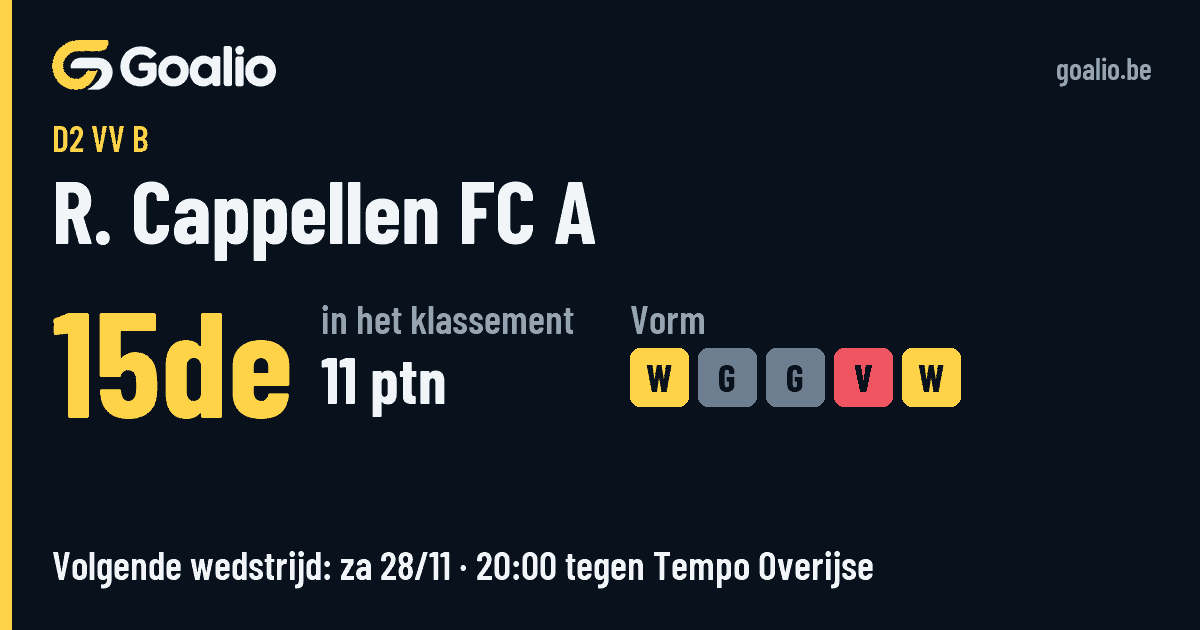 Goalio
goalio.be
D2 VV B
R. Cappellen FC A
15de
in het klassement
11 ptn
Vorm
W G G V W
Volgende wedstrijd: za 28/11 · 20:00 tegen Tempo Overijse